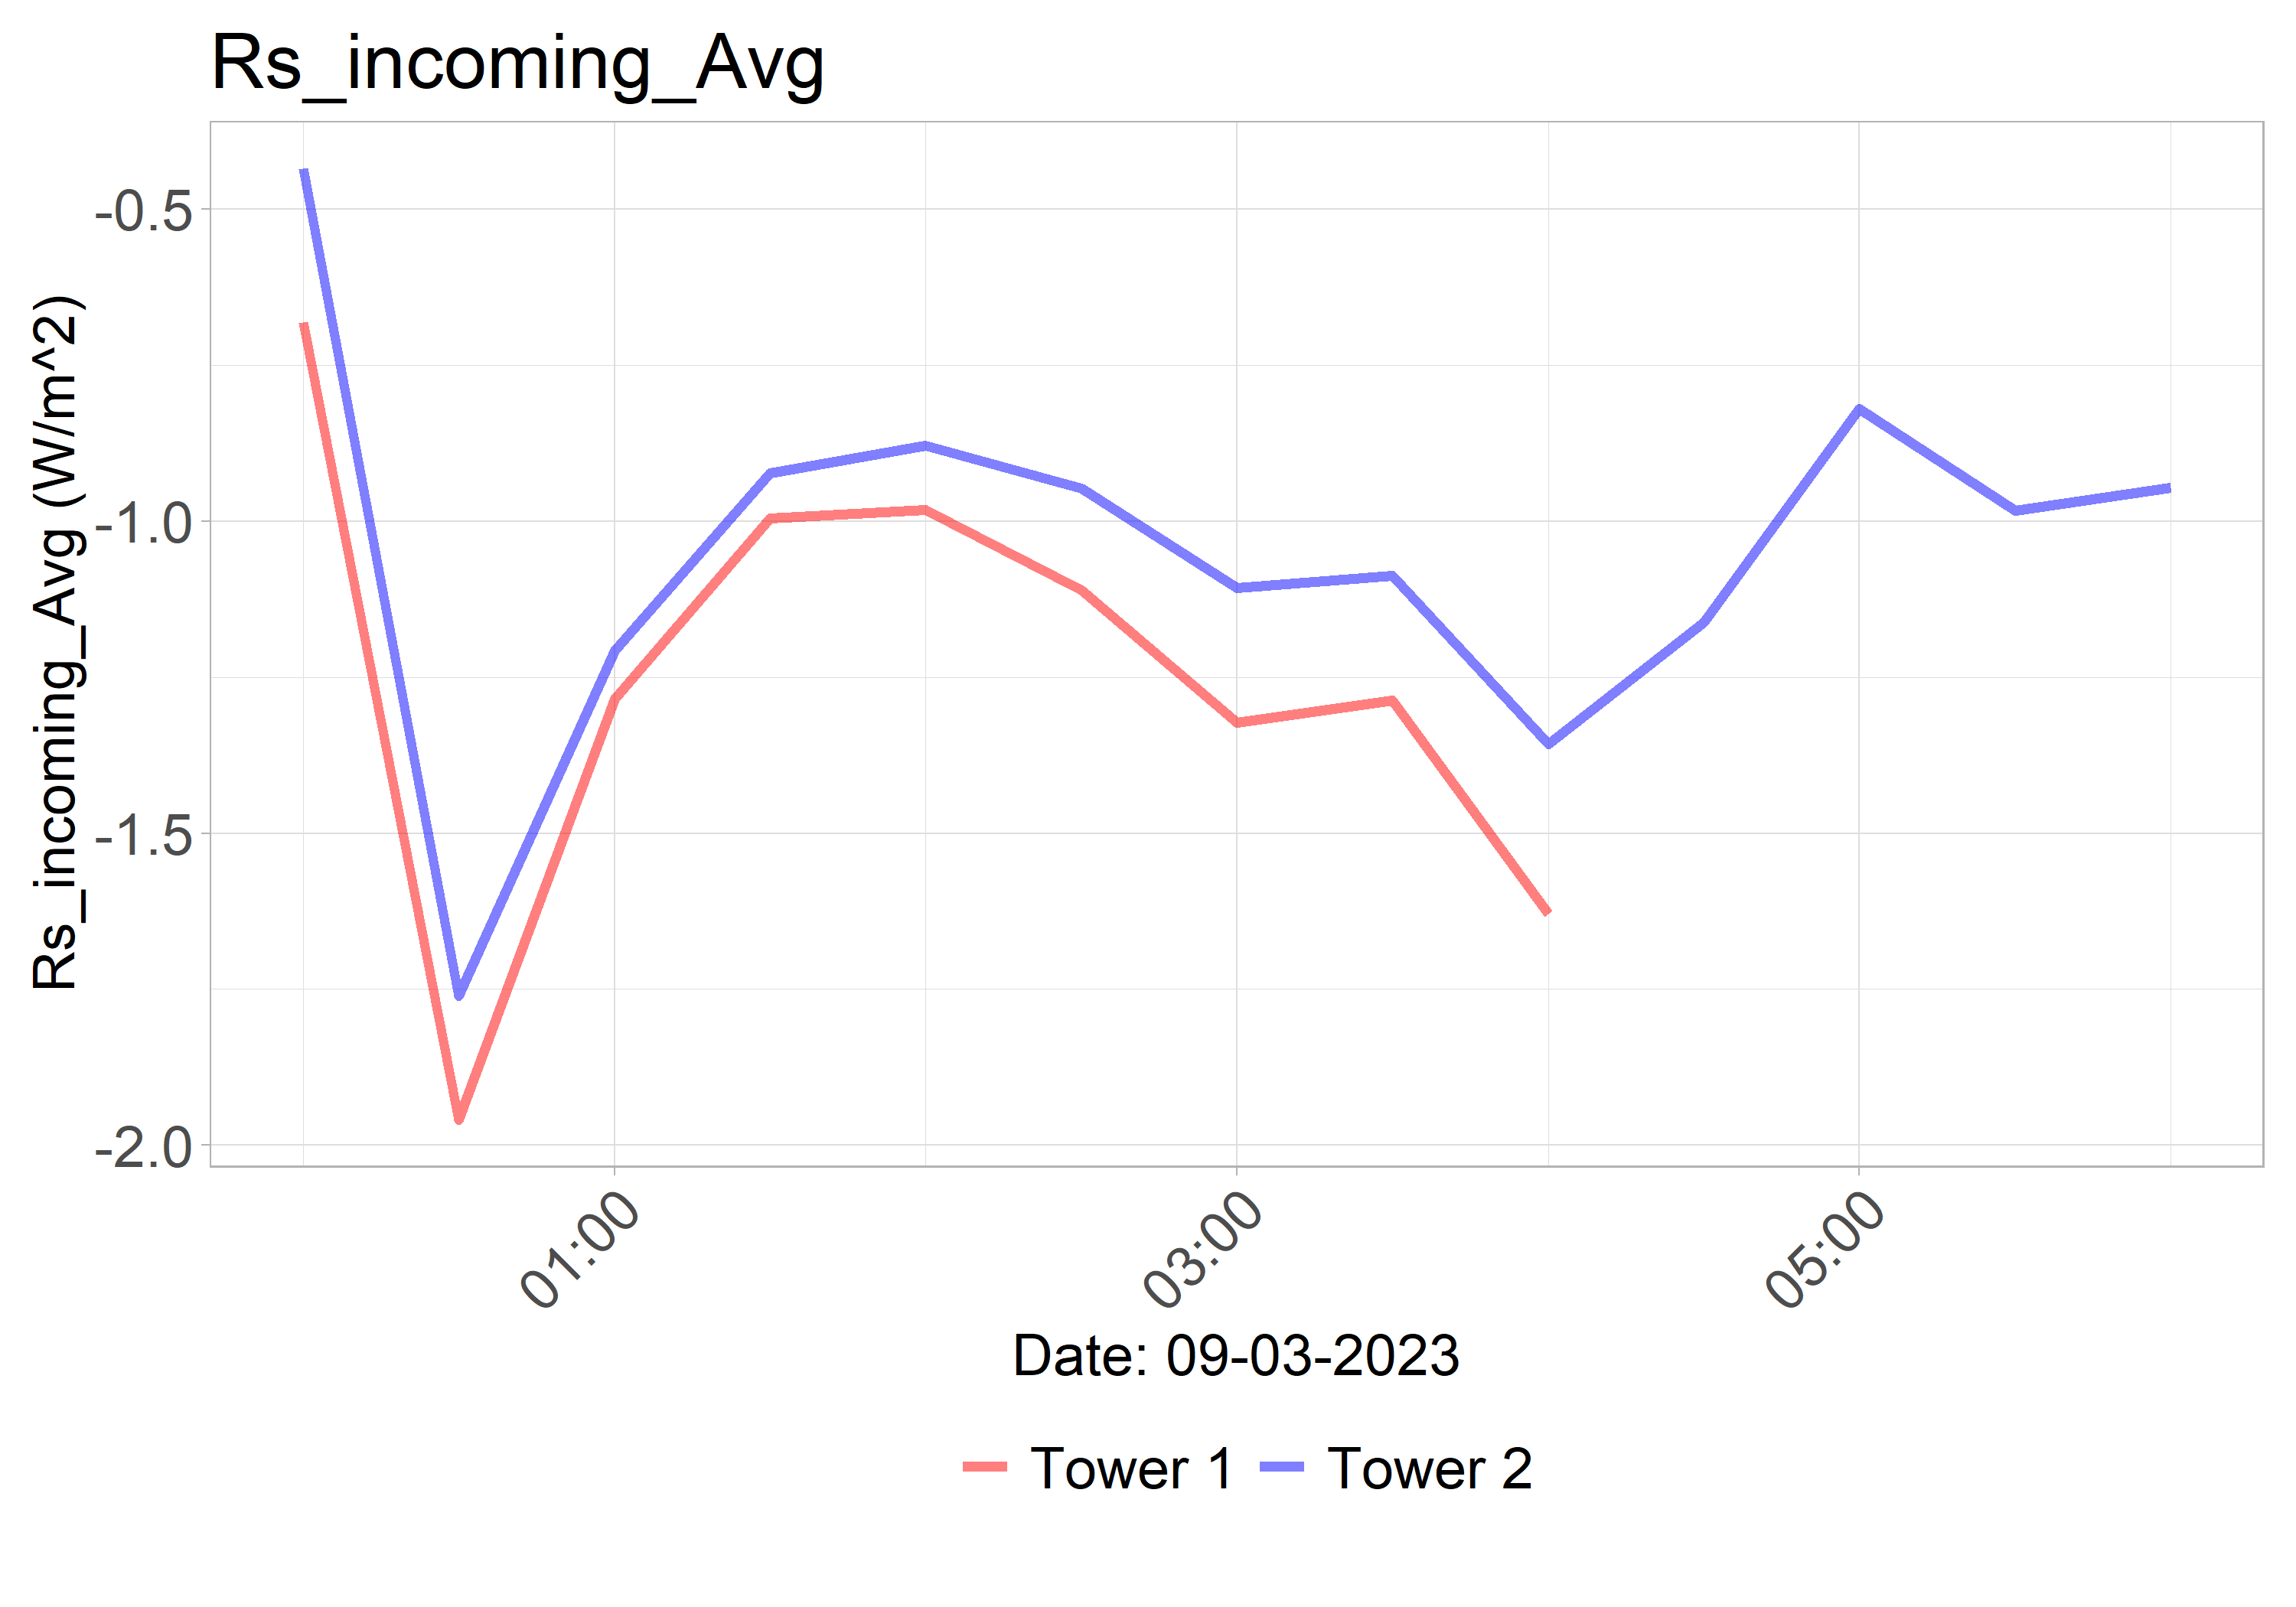 Rs_incoming_Avg
Rs_incoming_Avg (W/m^2)
-0.5
-1.0
-1.5
-2.0
01:00
03:00
05:00
Date: 09-03-2023
Tower 1
Tower 2